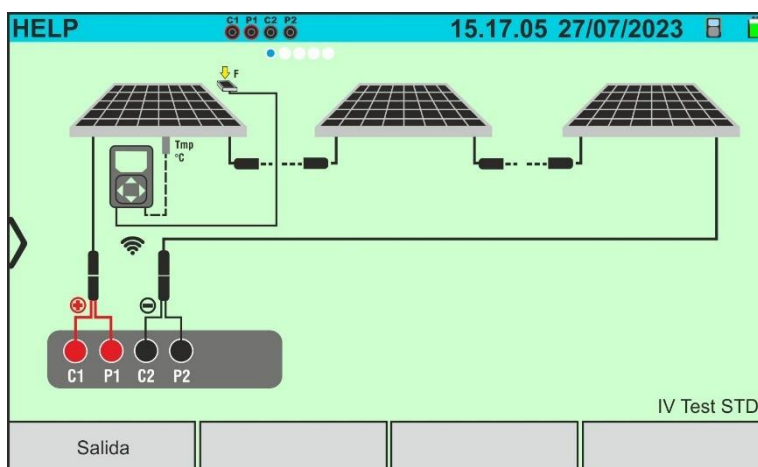 HELP
C1 P1 C2 P2
15.17.05 27/07/2023
F
Tmp
°C
C1 P1 C2 P2
IV Test STD
Salida